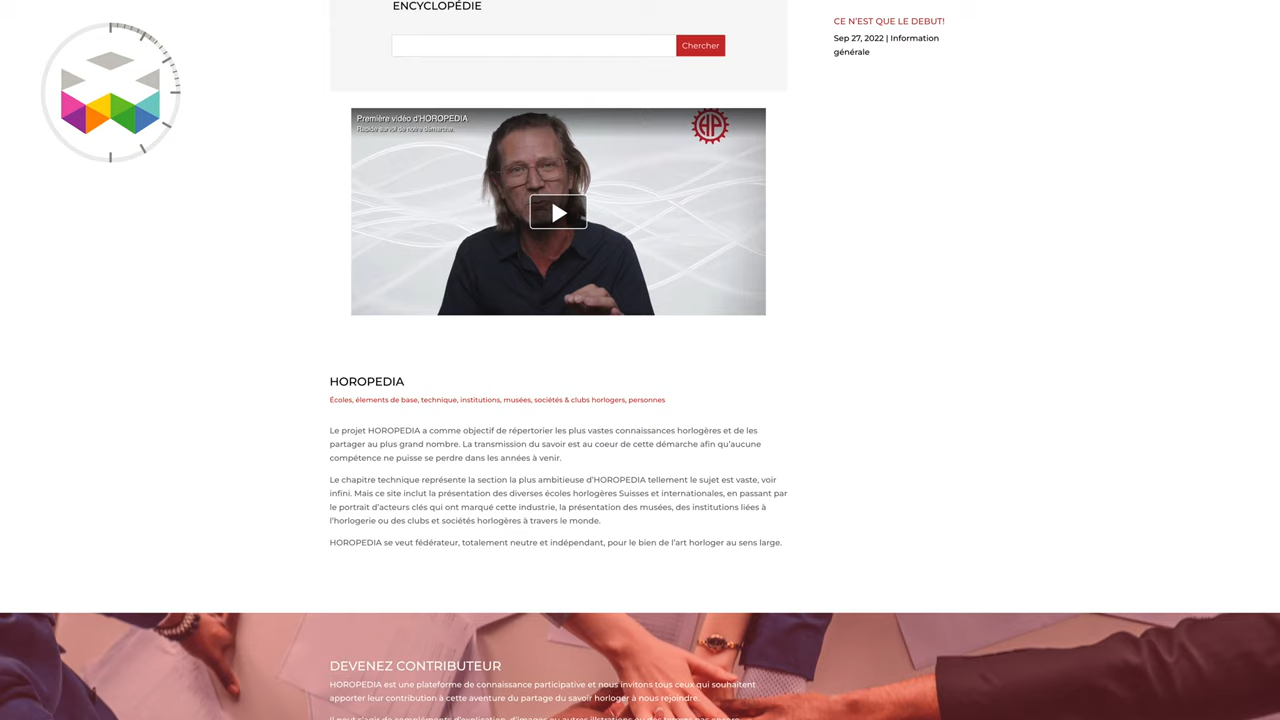 ENCYCLOPÉDIE
Chercher
CE N'EST QUE LE DEBUT!
Sep 27, 2022 | Information
générale
Première vidéo d'HOROPEDIA
Rapide survol de notre démarche.
HP
HOROPEDIA
Écoles, élements de base, technique, institutions, musées, sociétés & clubs horlogers, personnes
Le projet HOROPEDIA a comme objectif de répertorier les plus vastes connaissances horlogères et de les
partager au plus grand nombre. La transmission du savoir est au coeur de cette démarche afin qu'aucune
compétence ne puisse se perdre dans les années à venir.
Le chapitre technique représente la section la plus ambitieuse d'HOROPEDIA tellement le sujet est vaste, voir
infini. Mais ce site inclut la présentation des diverses écoles horlogères Suisses et internationales, en passant par
le portrait d'acteurs clés qui ont marqué cette industrie, la présentation des musées, des institutions liées à
l'horlogerie ou des clubs et sociétés horlogères à travers le monde.
HOROPEDIA se veut fédérateur, totalement neutre et indépendant, pour le bien de l'art horloger au sens large.
DEVENEZ CONTRIBUTEUR
HOROPEDIA est une plateforme de connaissance participative et nous invitons tous ceux qui souhaitent
apporter leur contribution à cette aventure du partage du savoir horloger à nous rejoindre.